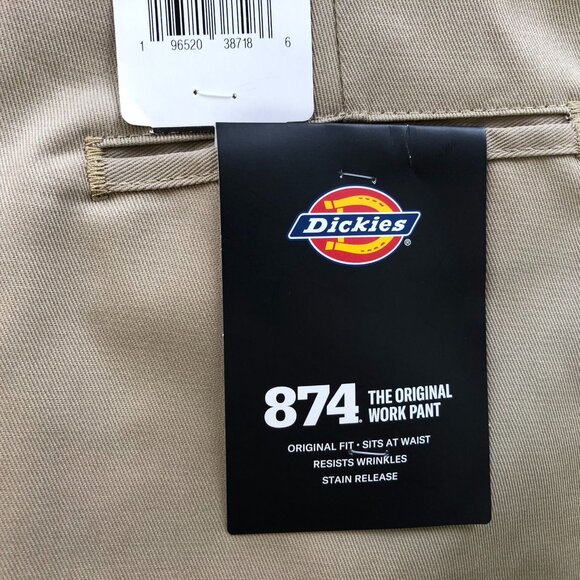 1 96520 38718 6
Dickies®
874® THE ORIGINAL
WORK PANT
ORIGINAL FIT • SITS AT WAIST
RESISTS WRINKLES
STAIN RELEASE